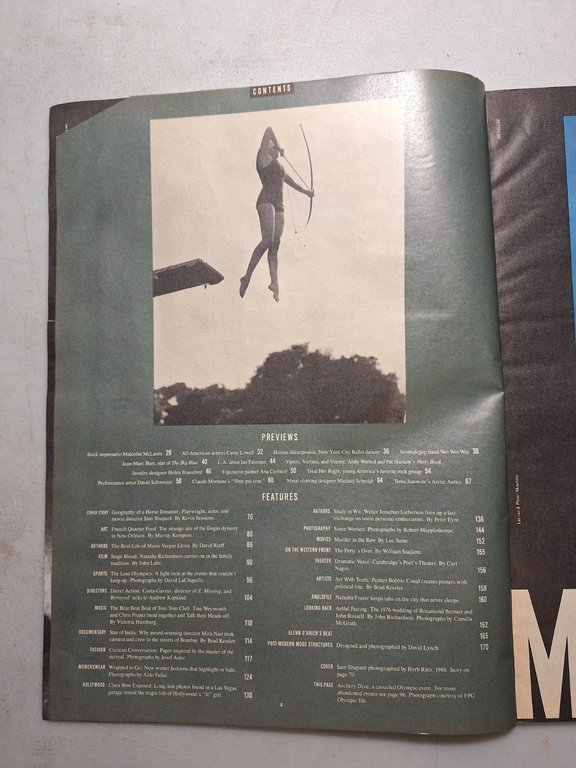 CONTENTS
PREVIEWS
Rock impresario Malcolm McLaren 29 All-American actress Carey Lowell 32 Hélène Alexopoulos, New York City Ballet dancer 36 Scottish pop band Wet Wet Wet 38
Jean-Marc Barr, star of The Big Blue 40 L.A. artist Ian Falconer 44 Vipers, Victims, and Vixens: Andy Warhol and Pat Hackett's Party Book
Jewelry designer Helen Bransford 46 Figurative painter Ana Corberó 50 Treat Her Right, young America's favorite rock group 54
Performance artist David Schweizer 58 Claude Montana's "Shar-pei coat" 60 Metal clothing designer Michael Schmidt 64 Tama Janowitz's Arctic Antics 67
FEATURES
COVER STORY Geography of a Horse Dreamer: Playwright, actor, and
movie director Sam Shepard. By Kevin Sessums 70
ART French Quarter Foul: The strange tale of the Degas dynasty
in New Orleans. By Murray Kempton 80
AUTHORS The Real Life of Mario Vargas Llosa. By David Rieff 86
FILM Stage Blood: Natasha Richardson carries on in the family
tradition. By John Lahr 90
SPORTS The Lost Olympics: A light look at the events that couldn't
keep up. Photographs by David LaChapelle 96
DIRECTORS Direct Action: Costa-Gavras, director of Z, Missing, and
Betrayed, talks to Andrew Kopkind 104
MUSIC The Beat Beat Beat of Tom Tom Club: Tina Weymouth
and Chris Frantz band together and Talk their Heads off.
By Victoria Hamburg 110
DOCUMENTARY Star of India: Why award-winning director Mira Nair took
camera and crew to the streets of Bombay. By Brad Kessler 114
FASHION Cocteau Conversation: Pages inspired by the master of the
surreal. Photographs by Josef Astor 117
WOMENSWEAR Wrapped to Go: New winter fashions that highlight or hide.
Photographs by Aldo Fallai 124
HOLLYWOOD Clara Bow Exposed: Long-lost photos found in a Las Vegas
garage reveal the tragic life of Hollywood's "It" girl 130
AUTHORS Study in Wit: Writer Jonathan Lieberson livens up a last
exchange on some personal enthusiasms. By Peter Eyre 136
PHOTOGRAPHY Some Women: Photographs by Robert Mapplethorpe 144
MOVIES Murder in the Raw. By Luc Sante 152
ON THE WESTERN FRONT The Party's Over. By William Stadiem 155
THEATER Dramatic Verse: Cambridge's Poet's Theater. By Carl
Nagin 156
ARTISTS Art With Teeth: Painter Robbie Conal creates posters with
political bite. By Brad Kessler 158
ANGLOFILE Natasha Fraser keeps tabs on the city that never sleeps 160
LOOKING BACK Artful Pairing: The 1976 wedding of Rosamond Bernier and
John Russell. By John Richardson. Photographs by Camilla
McGrath 162
GLENN O'BRIEN'S BEAT 165
POST-MODERN MOOD STRUCTURES Designed and photographed by David Lynch 170
COVER Sam Shepard photographed by Herb Ritts, 1988. Story on
page 70.
THIS PAGE Archery Dive, a canceled Olympic event. For more
abandoned events see page 96. Photograph courtesy of FPG
Olympic file
4
M